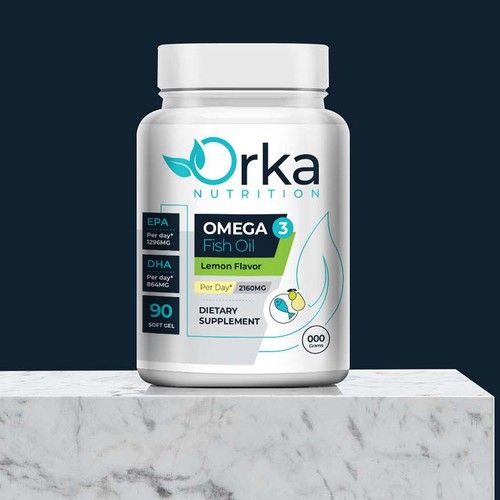 Orka
NUTRITION
EPA
Per day*
1296MG
OMEGA 3
Fish Oil
Lemon Flavor
DHA
Per day*
864MG
Per Day* 2160MG
90
SOFT GEL
DIETARY
SUPPLEMENT
000
Grams